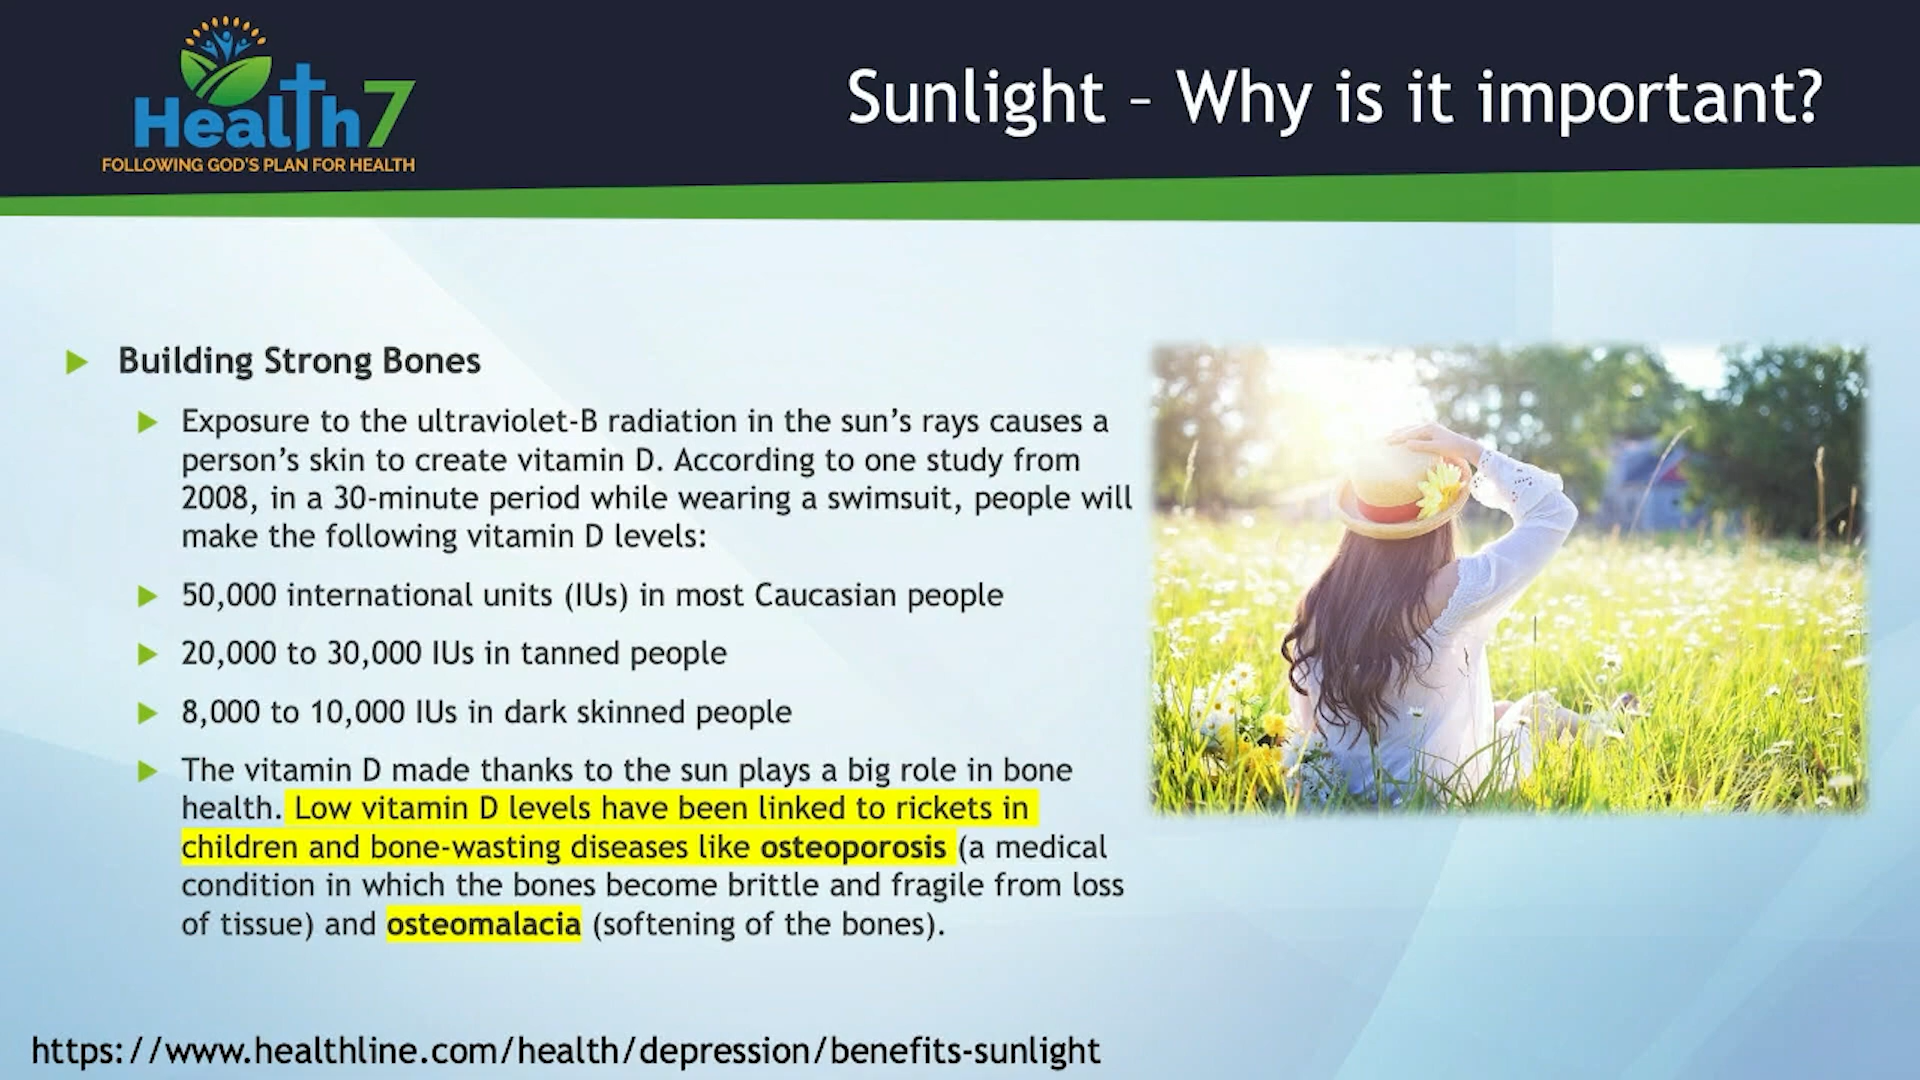 Health7
FOLLOWING GOD'S PLAN FOR HEALTH
Sunlight – Why is it important?
Building Strong Bones
Exposure to the ultraviolet-B radiation in the sun's rays causes a
person's skin to create vitamin D. According to one study from
2008, in a 30-minute period while wearing a swimsuit, people will
make the following vitamin D levels:
50,000 international units (IUs) in most Caucasian people
20,000 to 30,000 IUs in tanned people
8,000 to 10,000 IUs in dark skinned people
The vitamin D made thanks to the sun plays a big role in bone
health. Low vitamin D levels have been linked to rickets in
children and bone-wasting diseases like osteoporosis (a medical
condition in which the bones become brittle and fragile from loss
of tissue) and osteomalacia (softening of the bones).
https://www.healthline.com/health/depression/benefits-sunlight